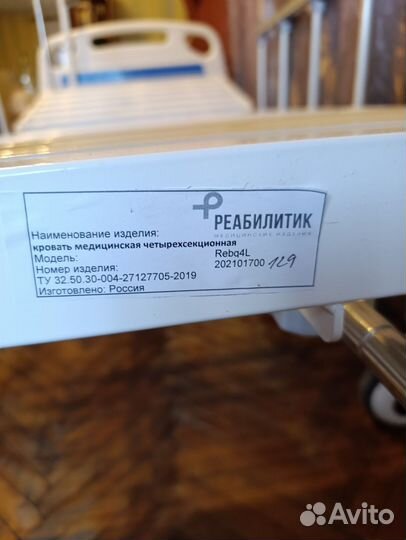 РЕАБИЛИТИК
МЕДИЦИНСКИЕ ИЗДЕЛИЯ
Наименование изделия:
кровать медицинская четырехсекционная
Модель: Rebq4L
Номер изделия: 202101700 129
ТУ 32.50.30-004-27127705-2019
Изготовлено: Россия
Avito